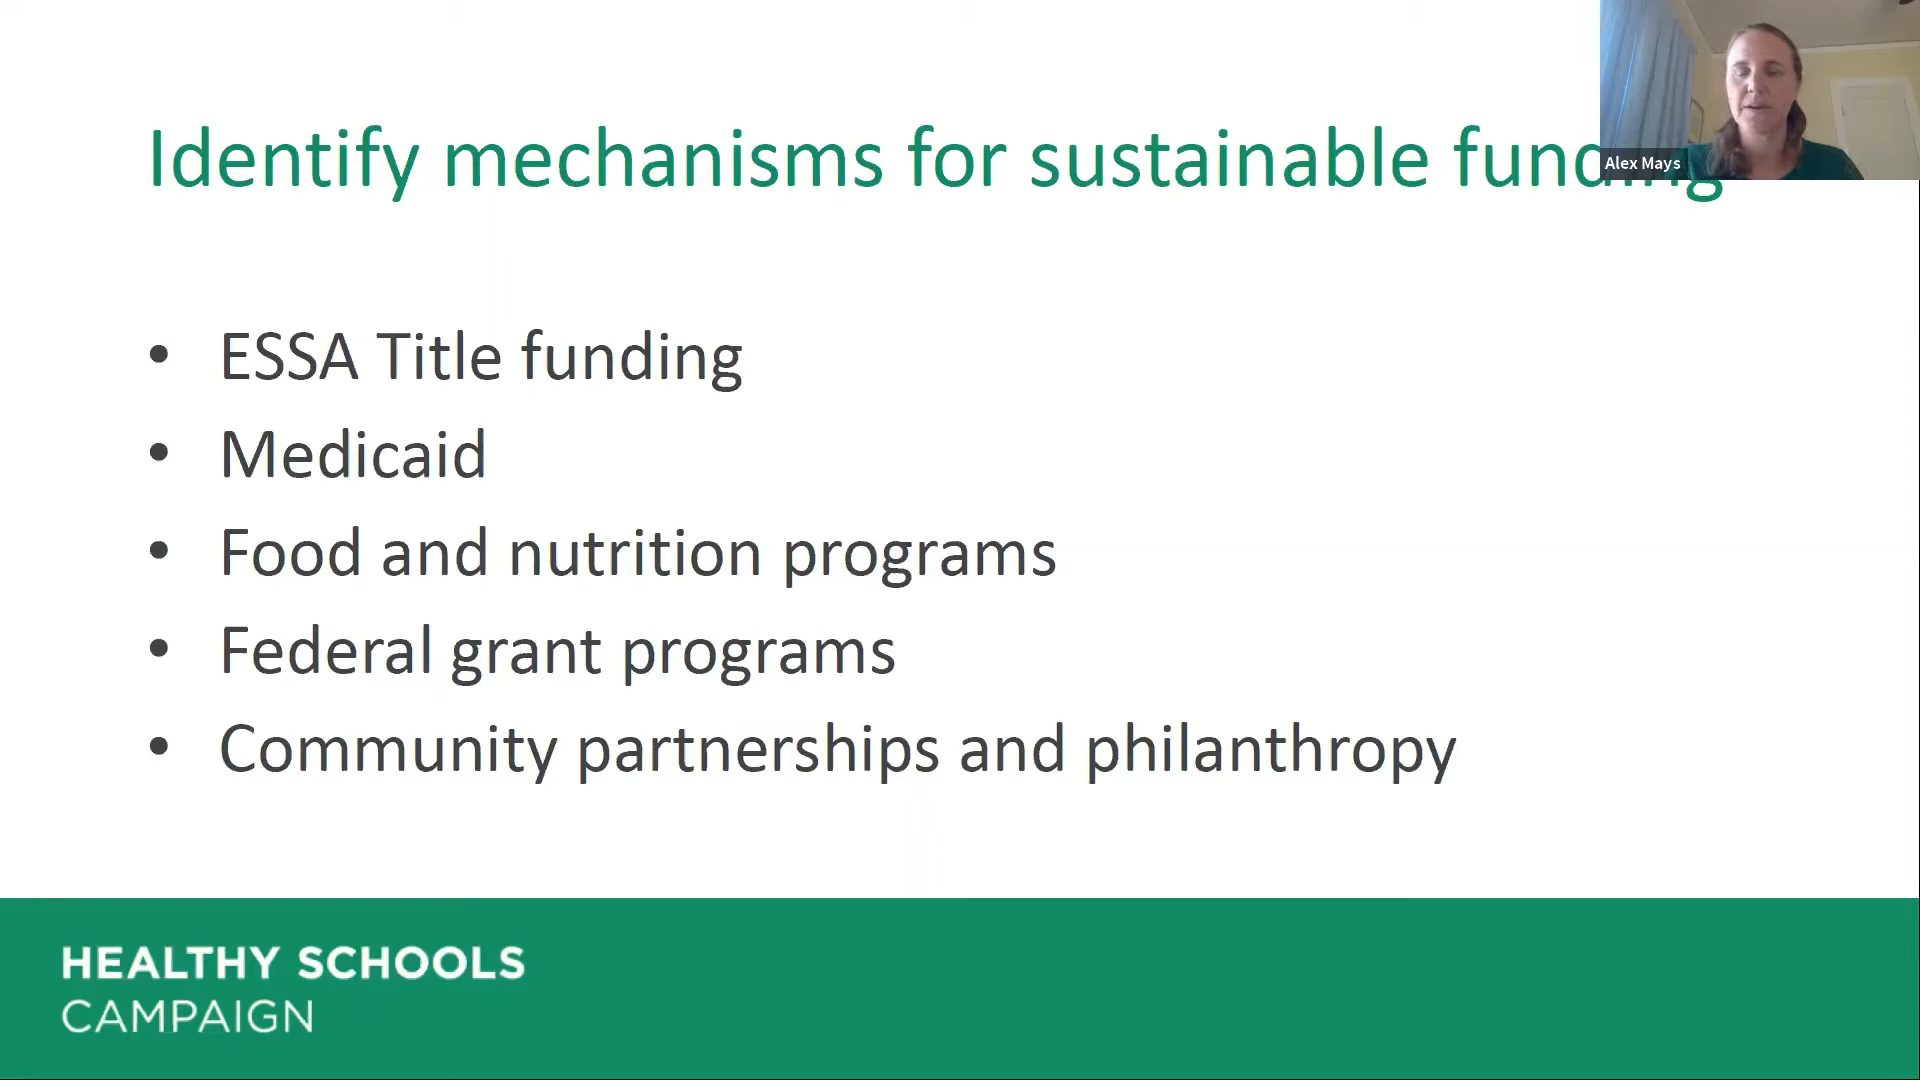 Identify mechanisms for sustainable funding
Alex Mays
• ESSA Title funding
• Medicaid
• Food and nutrition programs
• Federal grant programs
• Community partnerships and philanthropy
HEALTHY SCHOOLS
CAMPAIGN